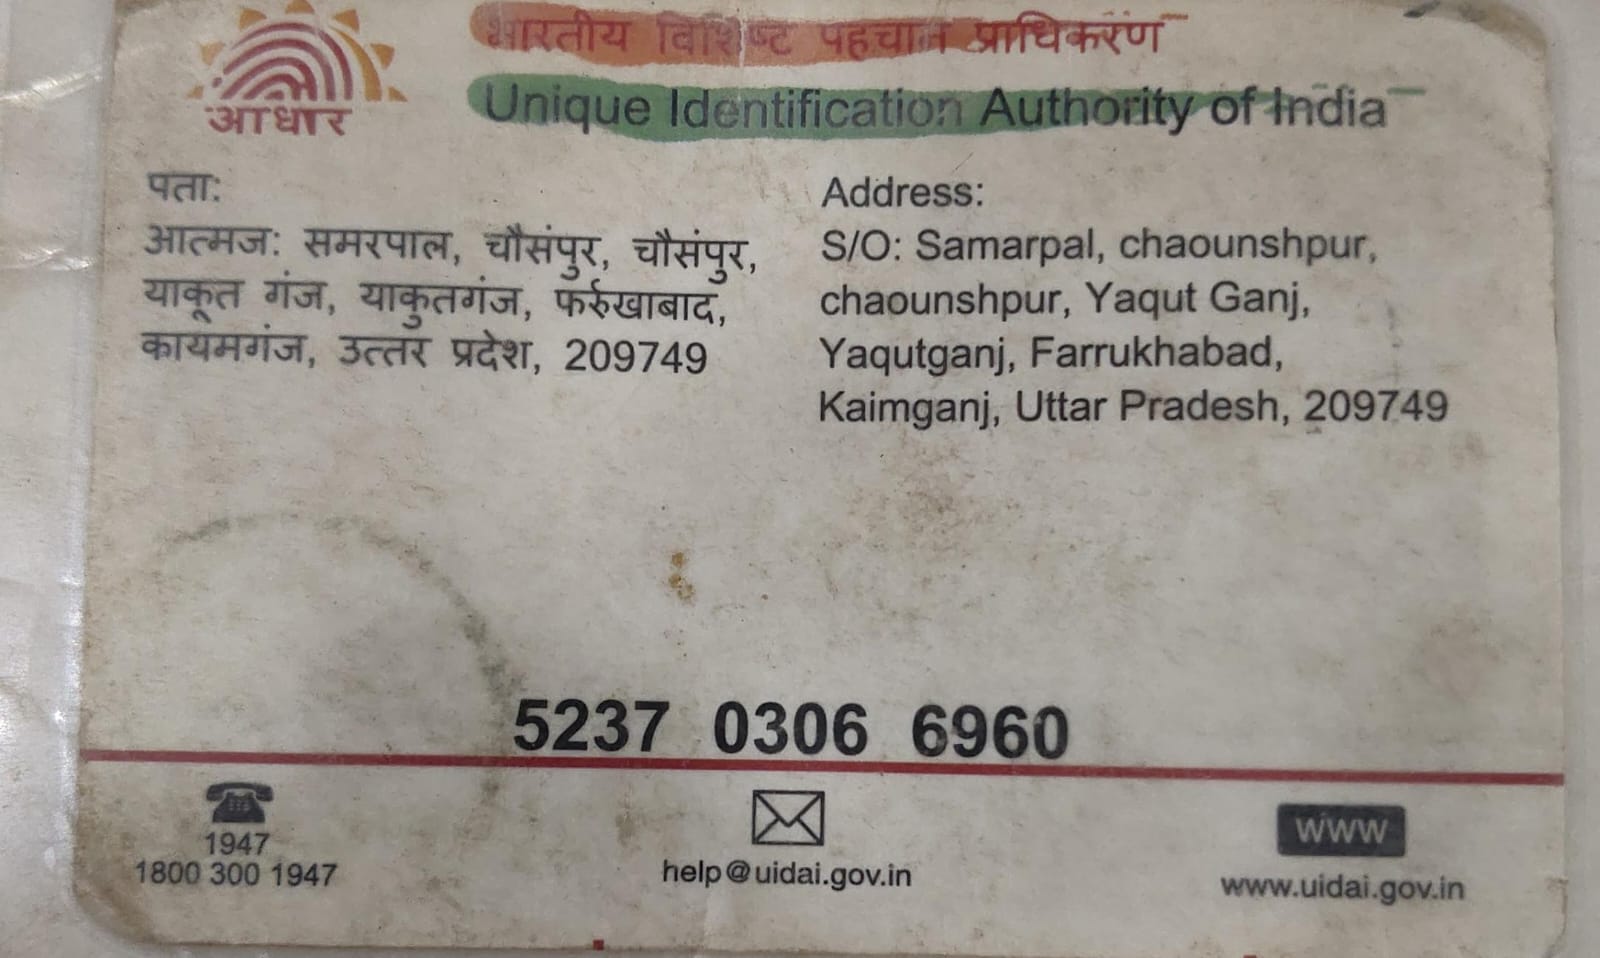 भारतीय विशिष्ट पहचान प्राधिकरण
Unique Identification Authority of India
आधार
पता:
आत्मज: समरपाल, चौसंपुर, चौसंपुर,
याकूत गंज, याकुतगंज, फर्रुखाबाद,
कायमगंज, उत्तर प्रदेश, 209749
Address:
S/O: Samarpal, chaounshpur,
chaounshpur, Yaqut Ganj,
Yaqutganj, Farrukhabad,
Kaimganj, Uttar Pradesh, 209749
5237 0306 6960
1947
1800 300 1947
help@uidai.gov.in
www
www.uidai.gov.in